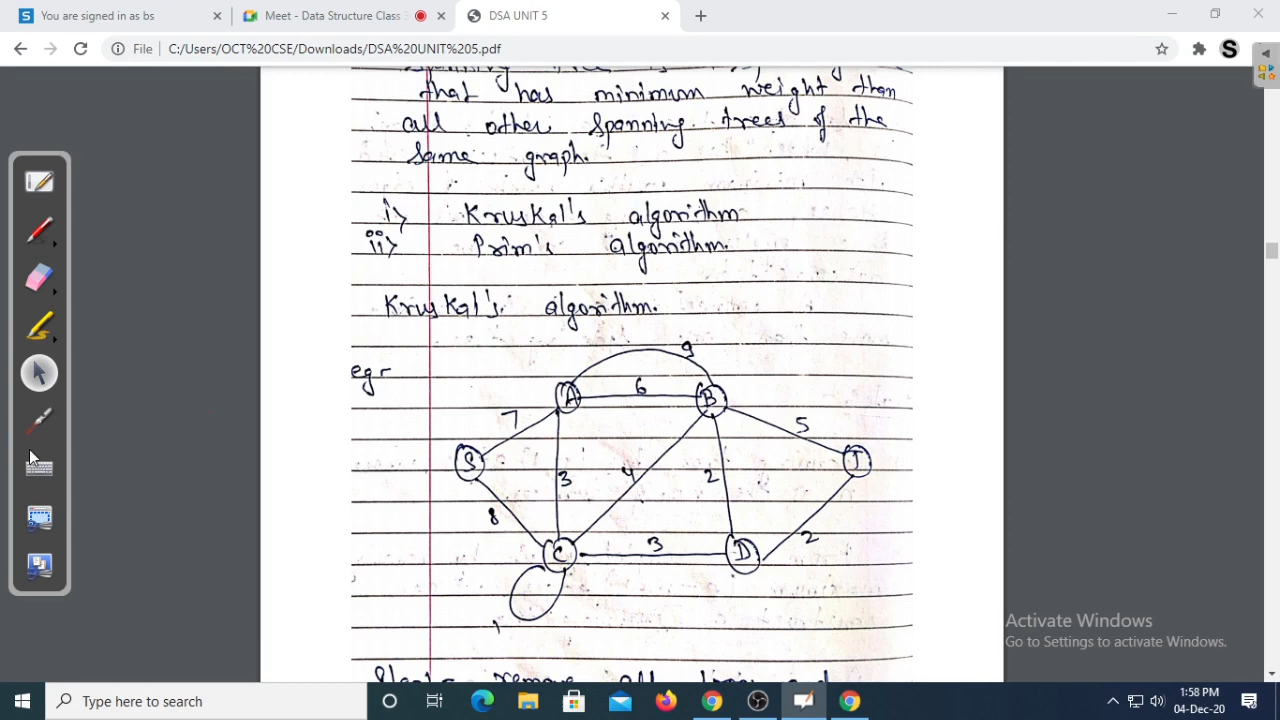 You are signed in as bs
Meet - Data Structure Class
DSA UNIT 5
File
C:/Users/OCT%20CSE/Downloads/DSA%20UNIT%205.pdf
that has minimum weight than
all other spanning trees of the
same graph.
i> Kruskal's algorithm
ii> Prim's algorithm.
Kruskal's algorithm.
eg-
9
A
6
B
7
5
S
3
4
2
T
8
C
3
D
2
1
Activate Windows
Go to Settings to activate Windows.
remove all
Type here to search
1:58 PM
04-Dec-20